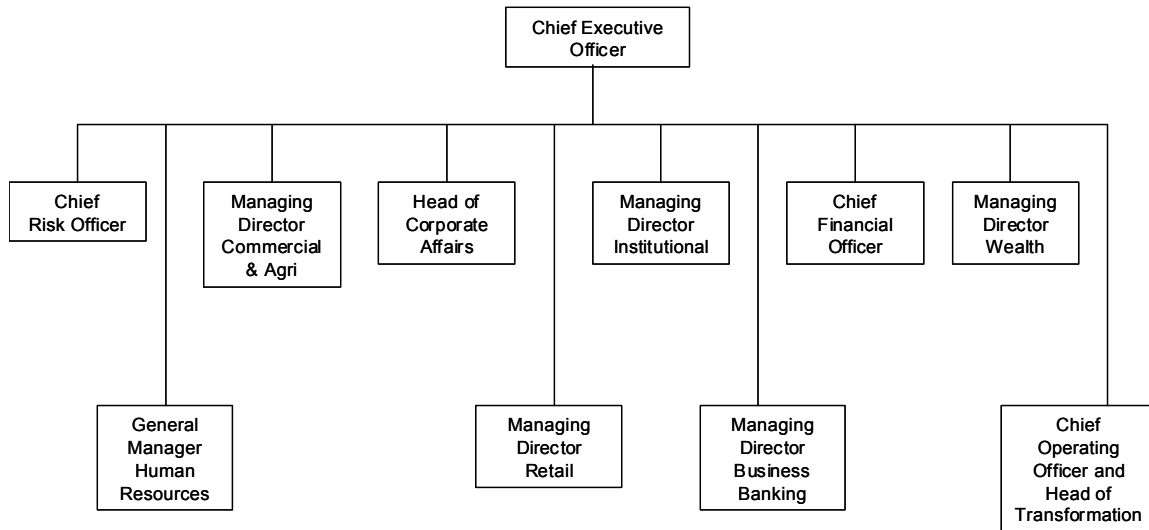 Chief Executive
Officer
Chief
Risk Officer
Managing
Director
Commercial
& Agri
Head of
Corporate
Affairs
Managing
Director
Institutional
Chief
Financial
Officer
Managing
Director
Wealth
General
Manager
Human
Resources
Managing
Director
Retail
Managing
Director
Business
Banking
Chief
Operating
Officer and
Head of
Transformation